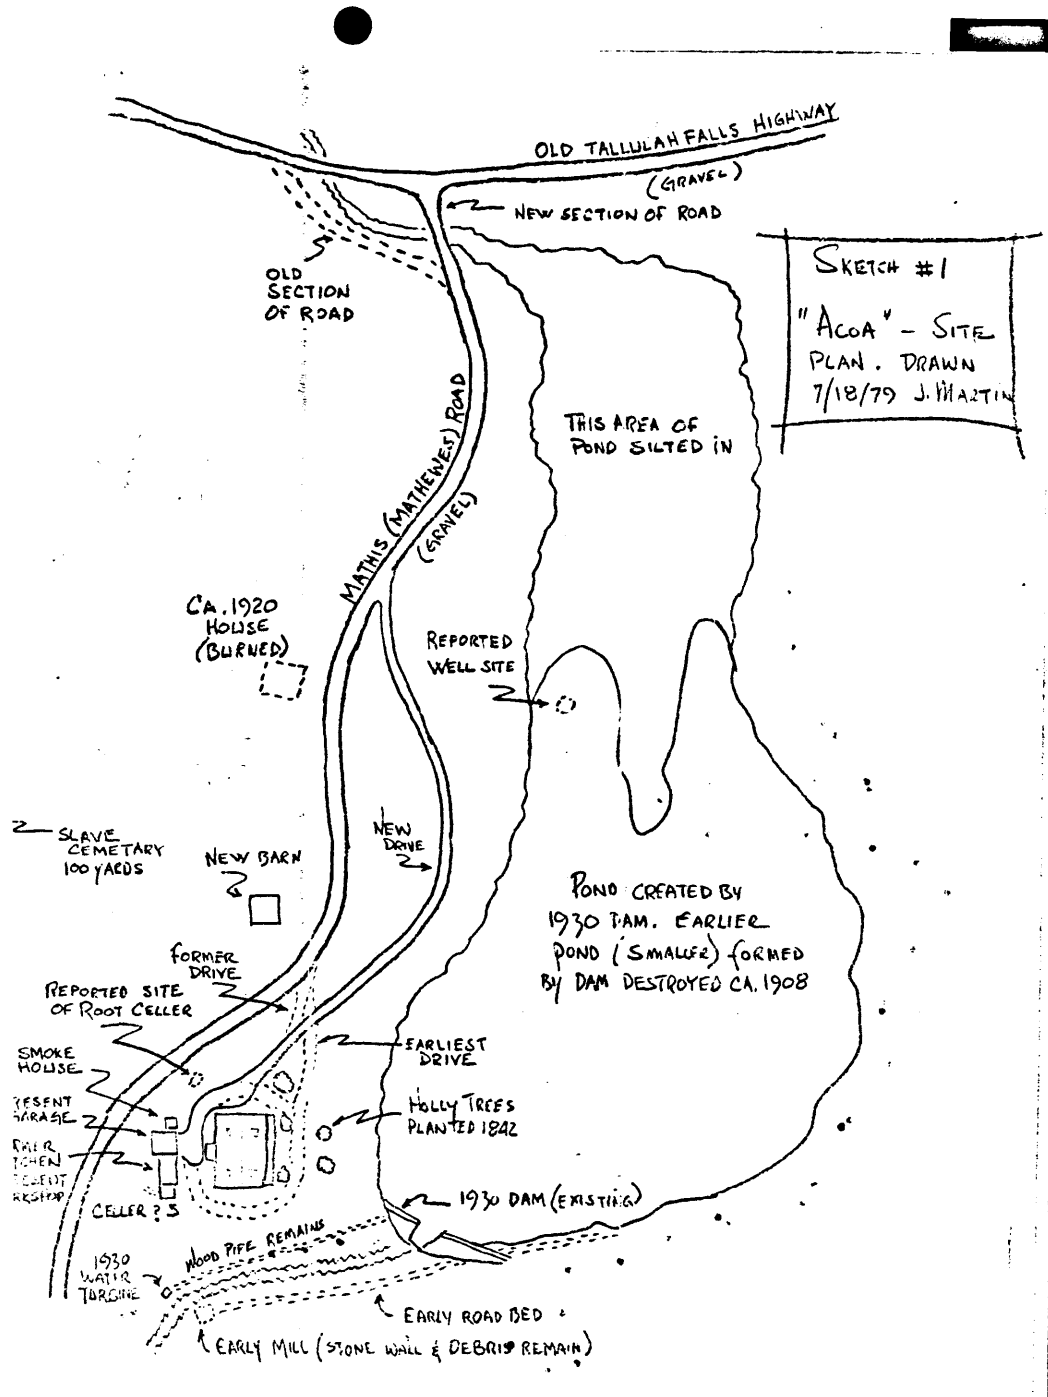 OLD TALLULAH FALLS HIGHWAY
(GRAVEL)
NEW SECTION OF ROAD
SKETCH #1
"ACOA" - SITE
PLAN. DRAWN
7/18/79 J. MARTIN
OLD
SECTION
OF ROAD
MATHIS (MATHEWES) ROAD
(GRAVEL)
THIS AREA OF
POND SILTED IN
CA. 1920
HOUSE
(BURNED)
REPORTED
WELL SITE
SLAVE
CEMETARY
100 YARDS
NEW BARN
NEW
DRIVE
POND CREATED BY
1930 DAM. EARLIER
POND (SMALLER) FORMED
BY DAM DESTROYED CA. 1908
FORMER
DRIVE
REPORTED SITE
OF ROOT CELLER
EARLIEST
DRIVE
SMOKE
HOUSE
HOLLY TREES
PLANTED 1842
CELLER ? S
1930 DAM (EXISTING)
WOOD PIPE REMAINS
1930
WATER
TURBINE
EARLY ROAD BED
EARLY MILL (STONE WALL & DEBRIS REMAIN)